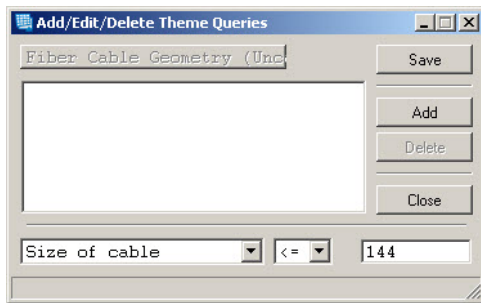 Add/Edit/Delete Theme Queries
Fiber Cable Geometry (Unc
Save
Add
Delete
Close
Size of cable <= 144